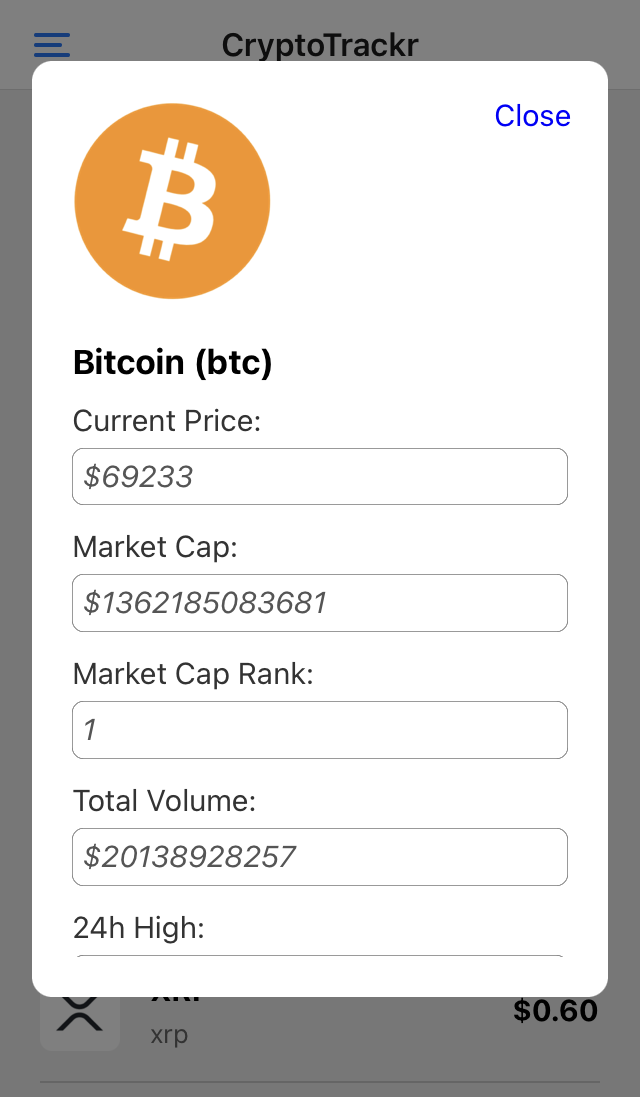 CryptoTrackr
Close
Bitcoin (btc)
Current Price:
$69233
Market Cap:
$1362185083681
Market Cap Rank:
1
Total Volume:
$20138928257
24h High:
XRP
$0.60
xrp